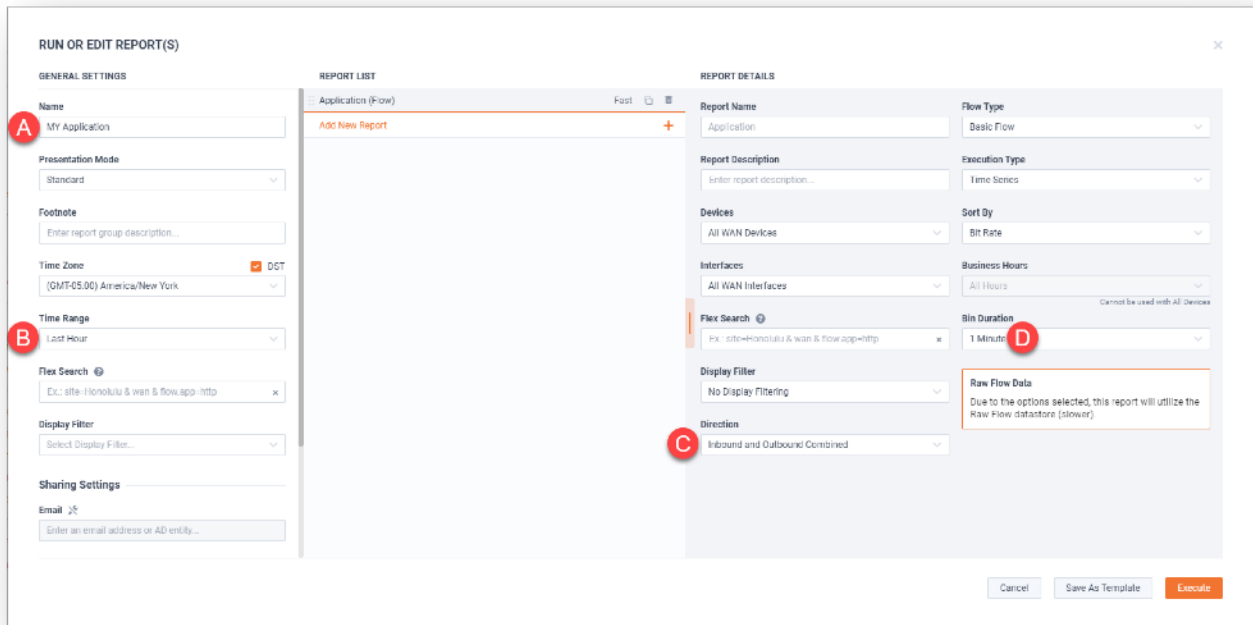 RUN OR EDIT REPORT(S)
GENERAL SETTINGS
Name
A
MY Application
Presentation Mode
Standard
Footnote
Enter report group description...
Time Zone
DST
(GMT-05:00) America/New York
Time Range
B
Last Hour
Flex Search
Ex.: site=Honolulu & wan & flow.app=http
Display Filter
Select Display Filter...
Sharing Settings
Email
Enter an email address or AD entity...
REPORT LIST
Application (Flow) Fast
Add New Report +
REPORT DETAILS
Report Name
Application
Report Description
Enter report description...
Devices
All WAN Devices
Interfaces
All WAN Interfaces
Flex Search
Ex.: site=Honolulu & wan & flow.app=http
Display Filter
No Display Filtering
Direction
C
Inbound and Outbound Combined
Flow Type
Basic Flow
Execution Type
Time Series
Sort By
Bit Rate
Business Hours
All Hours
Cannot be used with All Devices
Bin Duration
1 Minute
D
Raw Flow Data
Due to the options selected, this report will utilize the
Raw Flow datastore (slower)
Cancel
Save As Template
Execute